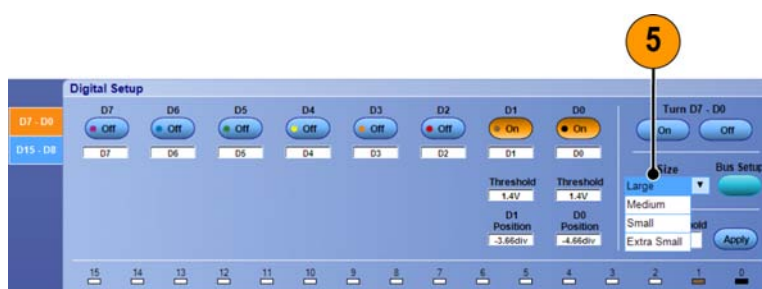 5
Digital Setup
D7 - D0
D15 - D8
D7 D6 D5 D4 D3 D2 D1 D0
Off Off Off Off Off Off On On
D7 D6 D5 D4 D3 D2 D1 D0
Threshold Threshold
1.4V 1.4V
D1 D0
Position Position
-3.66div -4.66div
Turn D7 - D0
On Off
Size Bus Setup
Large
Medium
Small
Extra Small
Apply
15 14 13 12 11 10 9 8 7 6 5 4 3 2 1 0